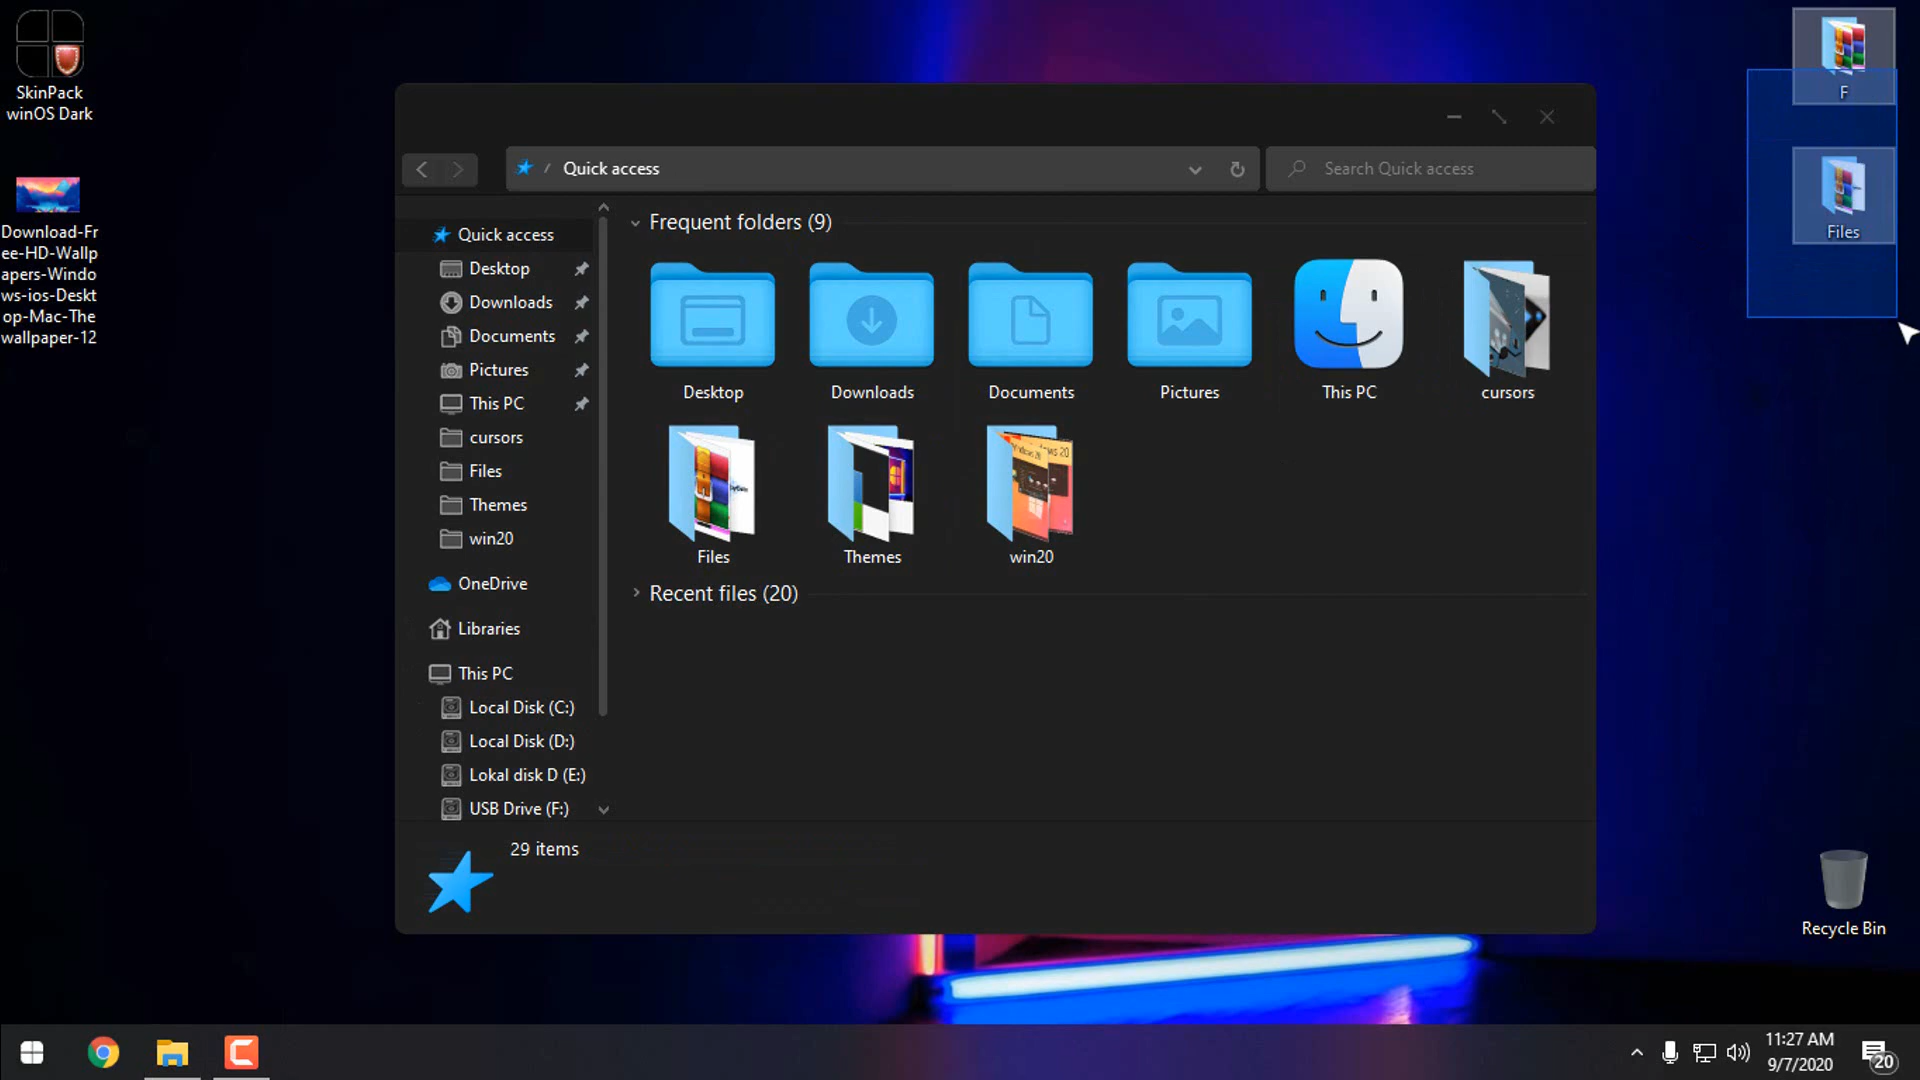 SkinPack
winOS Dark
Download-Fr
ee-HD-Wallp
apers-Windo
ws-ios-Deskt
op-Mac-The
wallpaper-12
F
Files
/ Quick access
Search Quick access
Quick access
Desktop
Downloads
Documents
Pictures
This PC
cursors
Files
Themes
win20
OneDrive
Libraries
This PC
Local Disk (C:)
Local Disk (D:)
Lokal disk D (E:)
USB Drive (F:)
Frequent folders (9)
Desktop
Downloads
Documents
Pictures
This PC
cursors
Files
Themes
win20
Recent files (20)
29 items
Recycle Bin
11:27 AM
9/7/2020
20